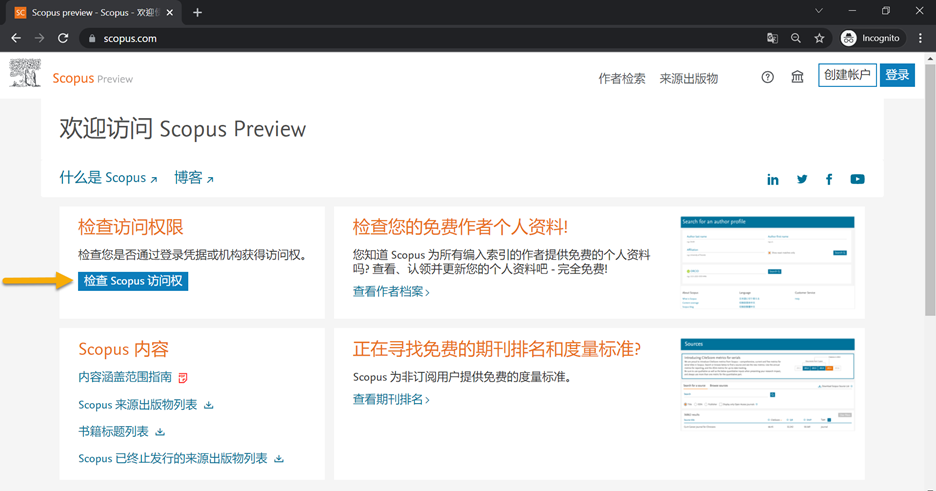 SC Scopus preview - Scopus - 欢迎
scopus.com
Incognito
Scopus Preview
作者检索 来源出版物
创建帐户 登录
欢迎访问 Scopus Preview
什么是 Scopus 博客
检查访问权限
检查您是否通过登录凭据或机构获得访问权。
检查 Scopus 访问权
检查您的免费作者个人资料!
您知道 Scopus 为所有编入索引的作者提供免费的个人资料
吗? 查看、认领并更新您的个人资料吧 - 完全免费!
查看作者档案
Search for an author profile
Scopus 内容
内容涵盖范围指南
Scopus 来源出版物列表
书籍标题列表
Scopus 已终止发行的来源出版物列表
正在寻找免费的期刊排名和度量标准?
Scopus 为非订阅用户提供免费的度量标准。
查看期刊排名
Sources